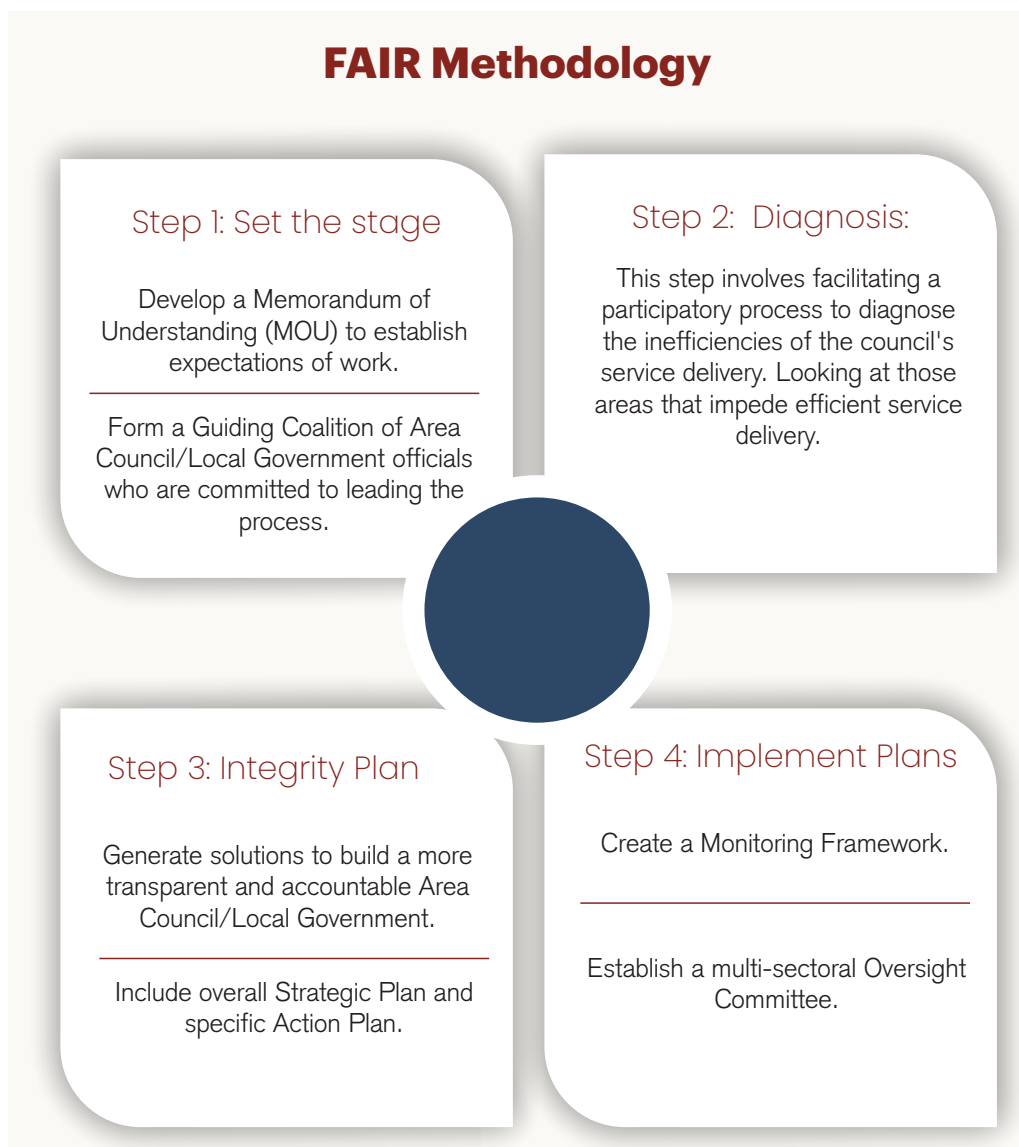 FAIR Methodology
Step 1: Set the stage
Develop a Memorandum of
Understanding (MOU) to establish
expectations of work.
Form a Guiding Coalition of Area
Council/Local Government officials
who are committed to leading the
process.
Step 2:  Diagnosis:
This step involves facilitating a
participatory process to diagnose
the inefficiencies of the council's
service delivery. Looking at those
areas that impede efficient service
delivery.
Step 3: Integrity Plan
Generate solutions to build a more
transparent and accountable Area
Council/Local Government.
Include overall Strategic Plan and
specific Action Plan.
Step 4: Implement Plans
Create a Monitoring Framework.
Establish a multi-sectoral Oversight
Committee.